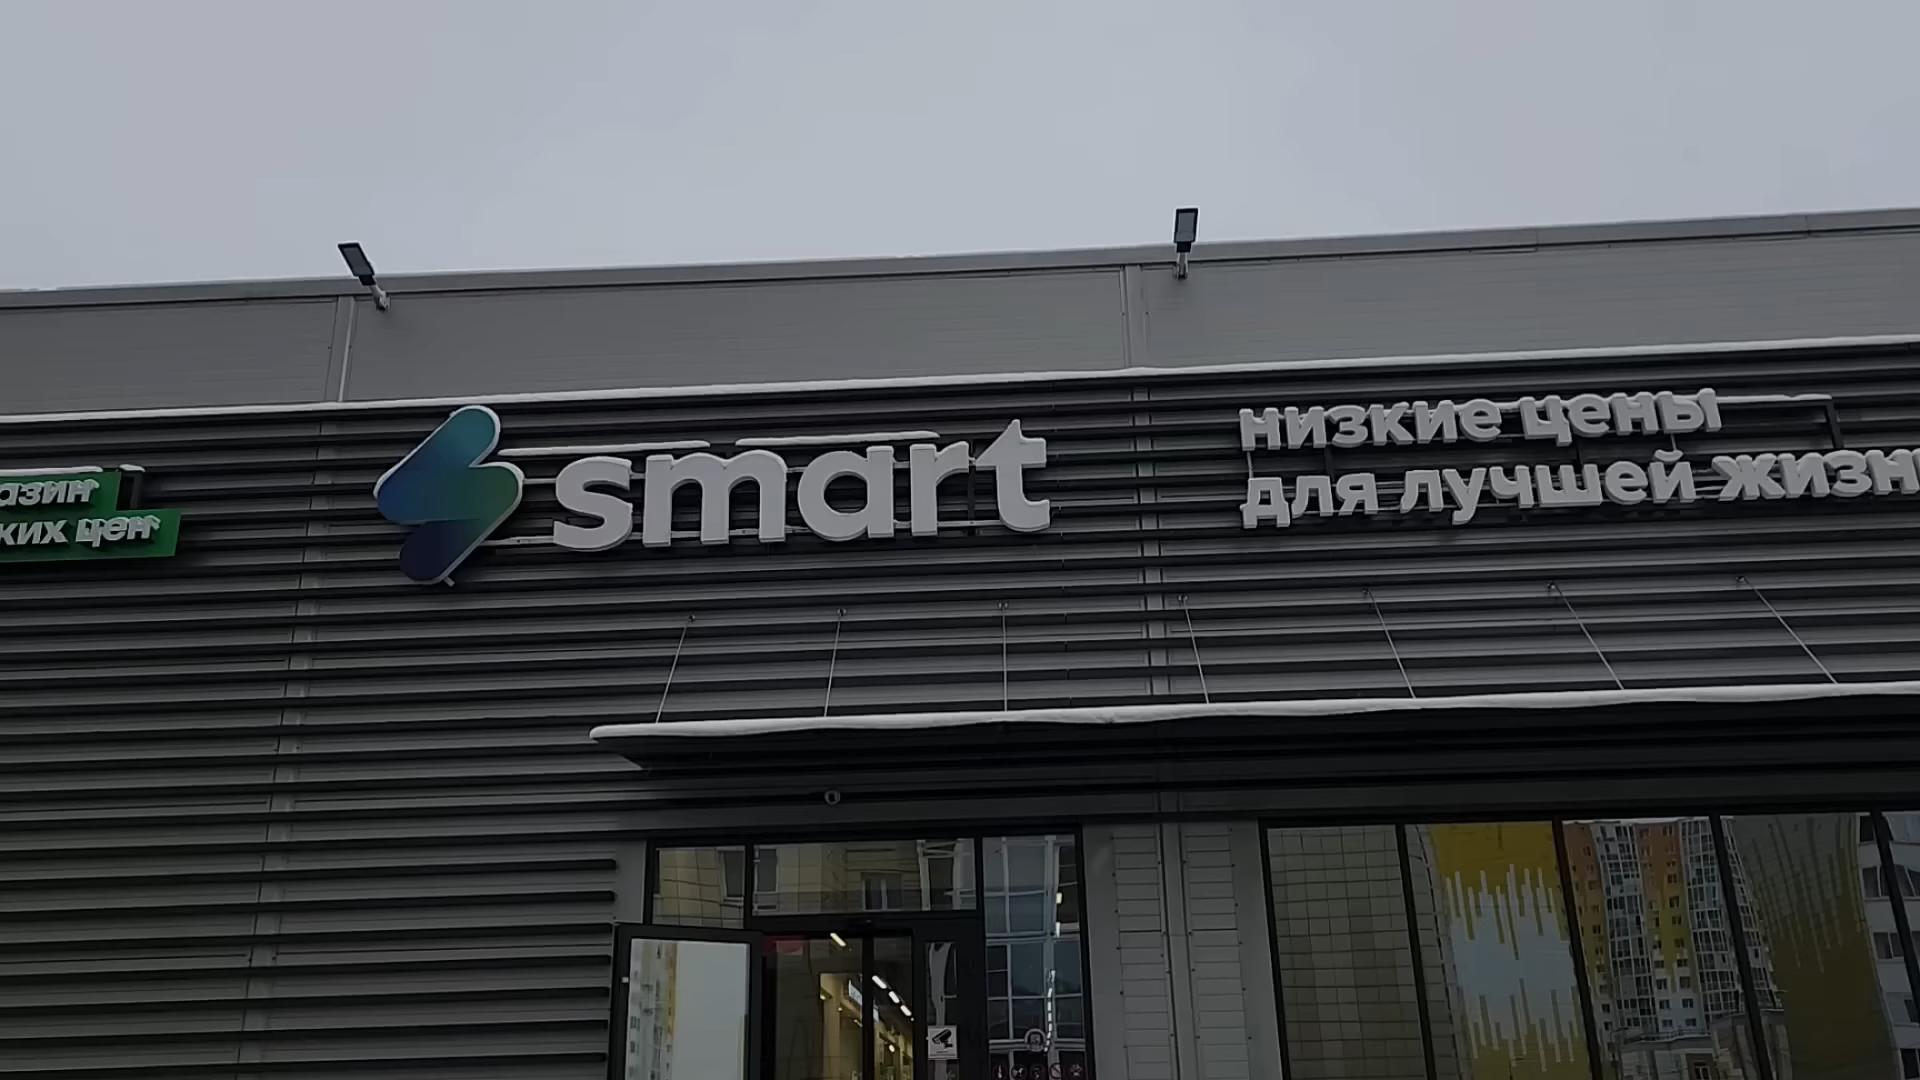 азин
ких цен
smart
низкие цены
для лучшей жизн